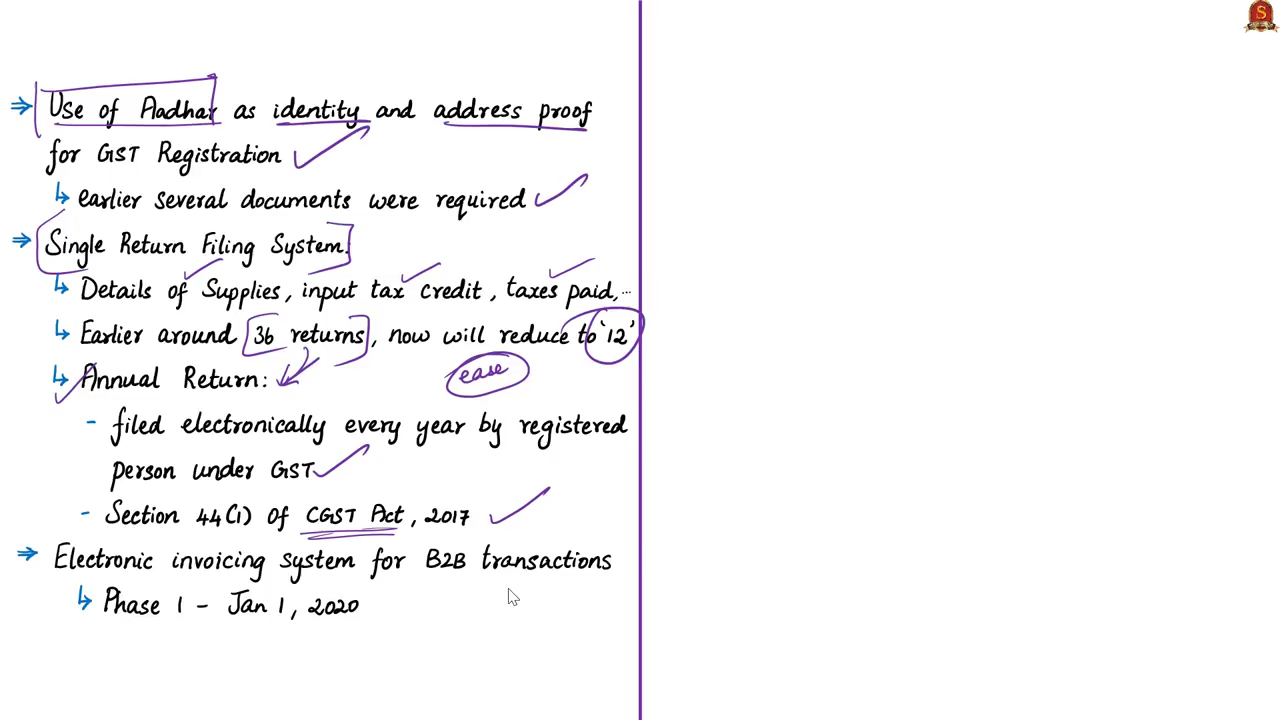 ⇒ Use of Aadhar as identity and address proof
for GST Registration
↳ earlier several documents were required
⇒ Single Return Filing System.
↳ Details of Supplies, input tax credit, taxes paid,...
↳ Earlier around 36 returns, now will reduce to '12'
ease
↳ Annual Return:
- filed electronically every year by registered
person under GST
- Section 44(1) of CGST Act, 2017
⇒ Electronic invoicing system for B2B transactions
↳ Phase 1 - Jan 1, 2020
S